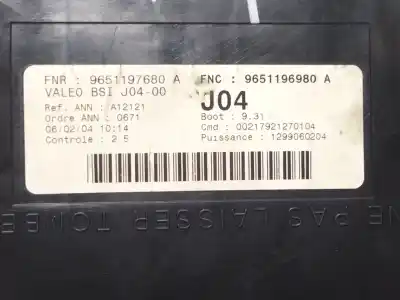 FNR : 9651197680 A FNC : 9651196980 A
VALEO BSI J04-00 J04
Ref. ANN : A12121 Boot : 9.31
Ordre ANN : 0671 Cmd : 00217921270104
06/02/04 10:14 Puissance : 1299060204
Controle : 2 5
NE PAS LAISSER TOMBE